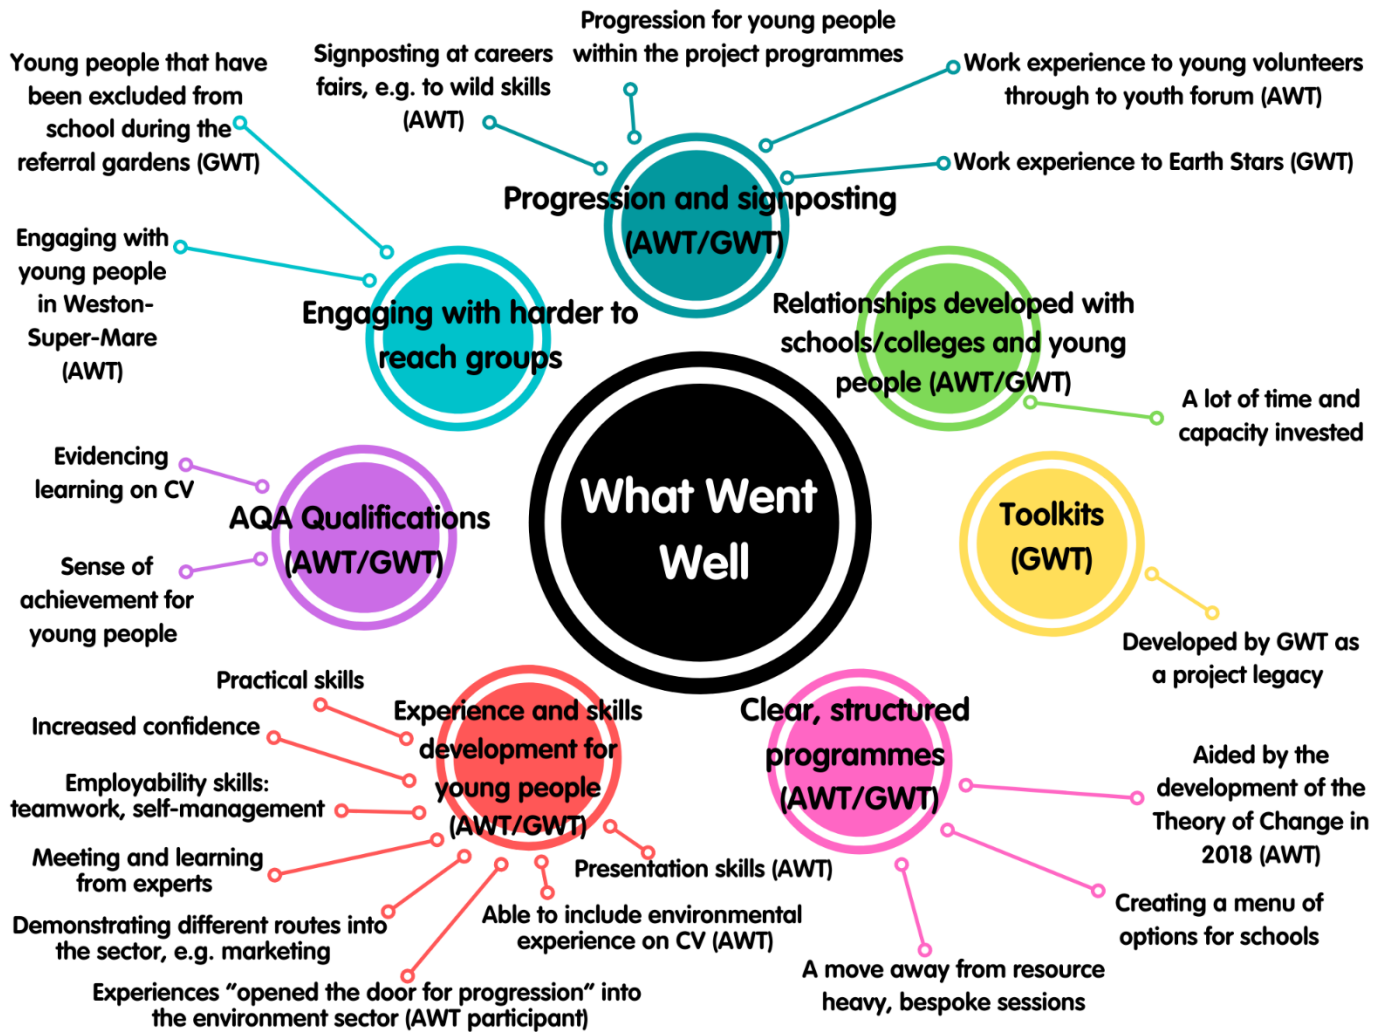 Progression for young people
within the project programmes
Signposting at careers
fairs, e.g. to wild skills
(AWT)
Work experience to young volunteers
through to youth forum (AWT)
Work experience to Earth Stars (GWT)
Progression and signposting
(AWT/GWT)
Young people that have
been excluded from
school during the
referral gardens (GWT)
Engaging with
young people
in Weston-
Super-Mare
(AWT)
Engaging with harder to
reach groups
Relationships developed with
schools/colleges and young
people (AWT/GWT)
A lot of time and
capacity invested
Evidencing
learning on CV
Sense of
achievement for
young people
AQA Qualifications
(AWT/GWT)
What Went
Well
Toolkits
(GWT)
Developed by GWT as
a project legacy
Practical skills
Increased confidence
Employability skills:
teamwork, self-management
Meeting and learning
from experts
Demonstrating different routes into
the sector, e.g. marketing
Experiences “opened the door for progression” into
the environment sector (AWT participant)
Experience and skills
development for
young people
(AWT/GWT)
Presentation skills (AWT)
Able to include environmental
experience on CV (AWT)
Clear, structured
programmes
(AWT/GWT)
Aided by the
development of the
Theory of Change in
2018 (AWT)
Creating a menu of
options for schools
A move away from resource
heavy, bespoke sessions